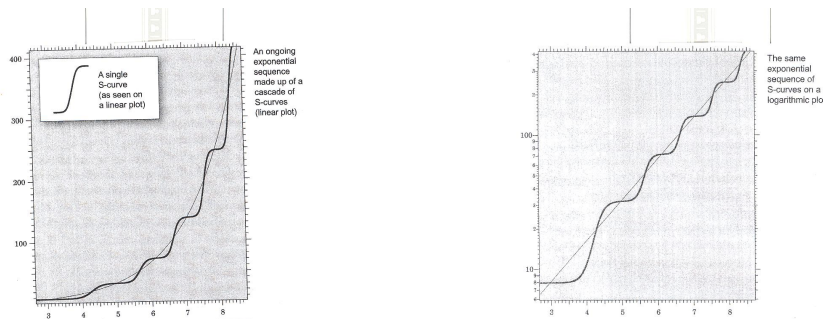 400
300
200
100
3 4 5 6 7 8
A single
S-curve
(as seen on
a linear plot)
An ongoing
exponential
sequence
made up of a
cascade of
S-curves
(linear plot)
100
10
3 4 5 6 7 8
The same
exponential
sequence of
S-curves on a
logarithmic plo